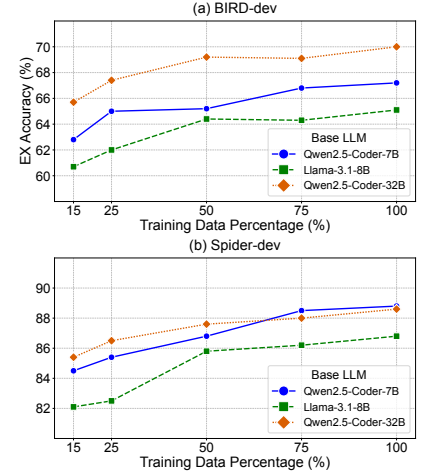 (a) BIRD-dev
EX Accuracy (%)
70
68
66
64
62
60
15 25 50 75 100
Training Data Percentage (%)
Base LLM
Qwen2.5-Coder-7B
Llama-3.1-8B
Qwen2.5-Coder-32B
(b) Spider-dev
90
88
86
84
82
15 25 50 75 100
Training Data Percentage (%)
Base LLM
Qwen2.5-Coder-7B
Llama-3.1-8B
Qwen2.5-Coder-32B